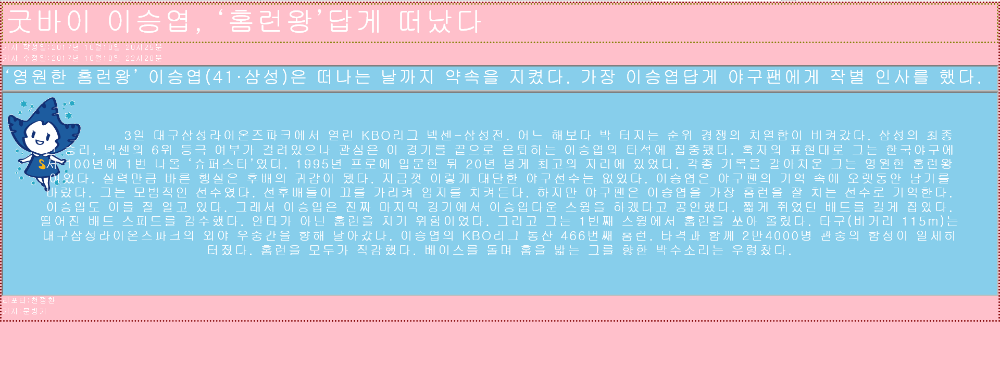 굿바이 이승엽, ‘홈런왕’답게 떠났다
기사 작성일:2017년 10월10일 20시25분
기사 수정일:2017년 10월10일 22시20분
‘영원한 홈런왕’ 이승엽(41·삼성)은 떠나는 날까지 약속을 지켰다. 가장 이승엽답게 야구팬에게 작별 인사를 했다.
3일 대구삼성라이온즈파크에서 열린 KBO리그 넥센-삼성전. 어느 해보다 박 터지는 순위 경쟁의 치열함이 비켜갔다. 삼성의 최종
승리, 넥센의 6위 등극 여부가 걸려있으나 관심은 이 경기를 끝으로 은퇴하는 이승엽의 타석에 집중됐다. 혹자의 표현대로 그는 한국야구에
서 100년에 1번 나올 ‘슈퍼스타’였다. 1995년 프로에 입문한 뒤 20년 넘게 최고의 자리에 있었다. 각종 기록을 갈아치운 그는 영원한 홈런왕
이었다. 실력만큼 바른 행실은 후배의 귀감이 됐다. 지금껏 이렇게 대단한 야구선수는 없었다. 이승엽은 야구팬의 기억 속에 오랫동안 남기를
바랐다. 그는 모범적인 선수였다. 선후배들이 끄를 가리켜 엄지를 치켜든다. 하지만 야구팬은 이승엽을 가장 홈런을 잘 치는 선수로 기억한다.
이승엽도 이를 잘 알고 있다. 그래서 이승엽은 진짜 마지막 경기에서 이승엽다운 스윙을 하겠다고 공언했다. 짧게 쥐었던 배트를 길게 잡았다.
떨어진 배트 스피드를 감수했다. 안타가 아닌 홈런을 치기 위함이었다. 그리고 그는 1번째 스윙에서 홈런을 쏘아 올렸다. 타구(비거리 115m)는
대구삼성라이온즈파크의 외야 우중간을 향해 날아갔다. 이승엽의 KBO리그 통산 466번째 홈런. 타격과 함께 2만4000명 관중의 함성이 일제히
터졌다. 홈런을 모두가 직감했다. 베이스를 돌며 홈을 밟는 그를 향한 박수소리는 우렁찼다.
리포터:천정환
기자:문병기